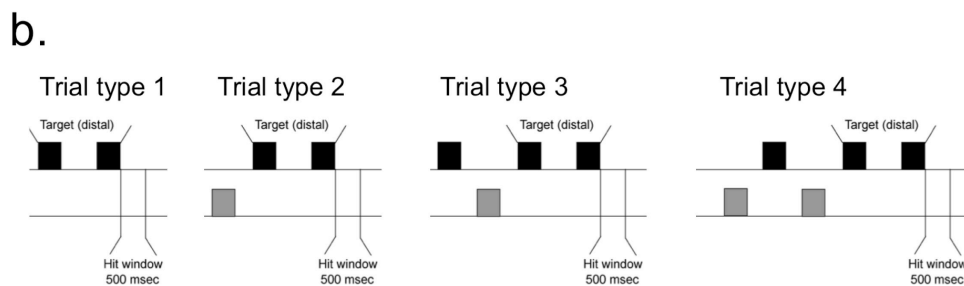 b.
Trial type 1
Trial type 2
Trial type 3
Trial type 4
Target (distal)
Target (distal)
Target (distal)
Target (distal)
Hit window
500 msec
Hit window
500 msec
Hit window
500 msec
Hit window
500 msec